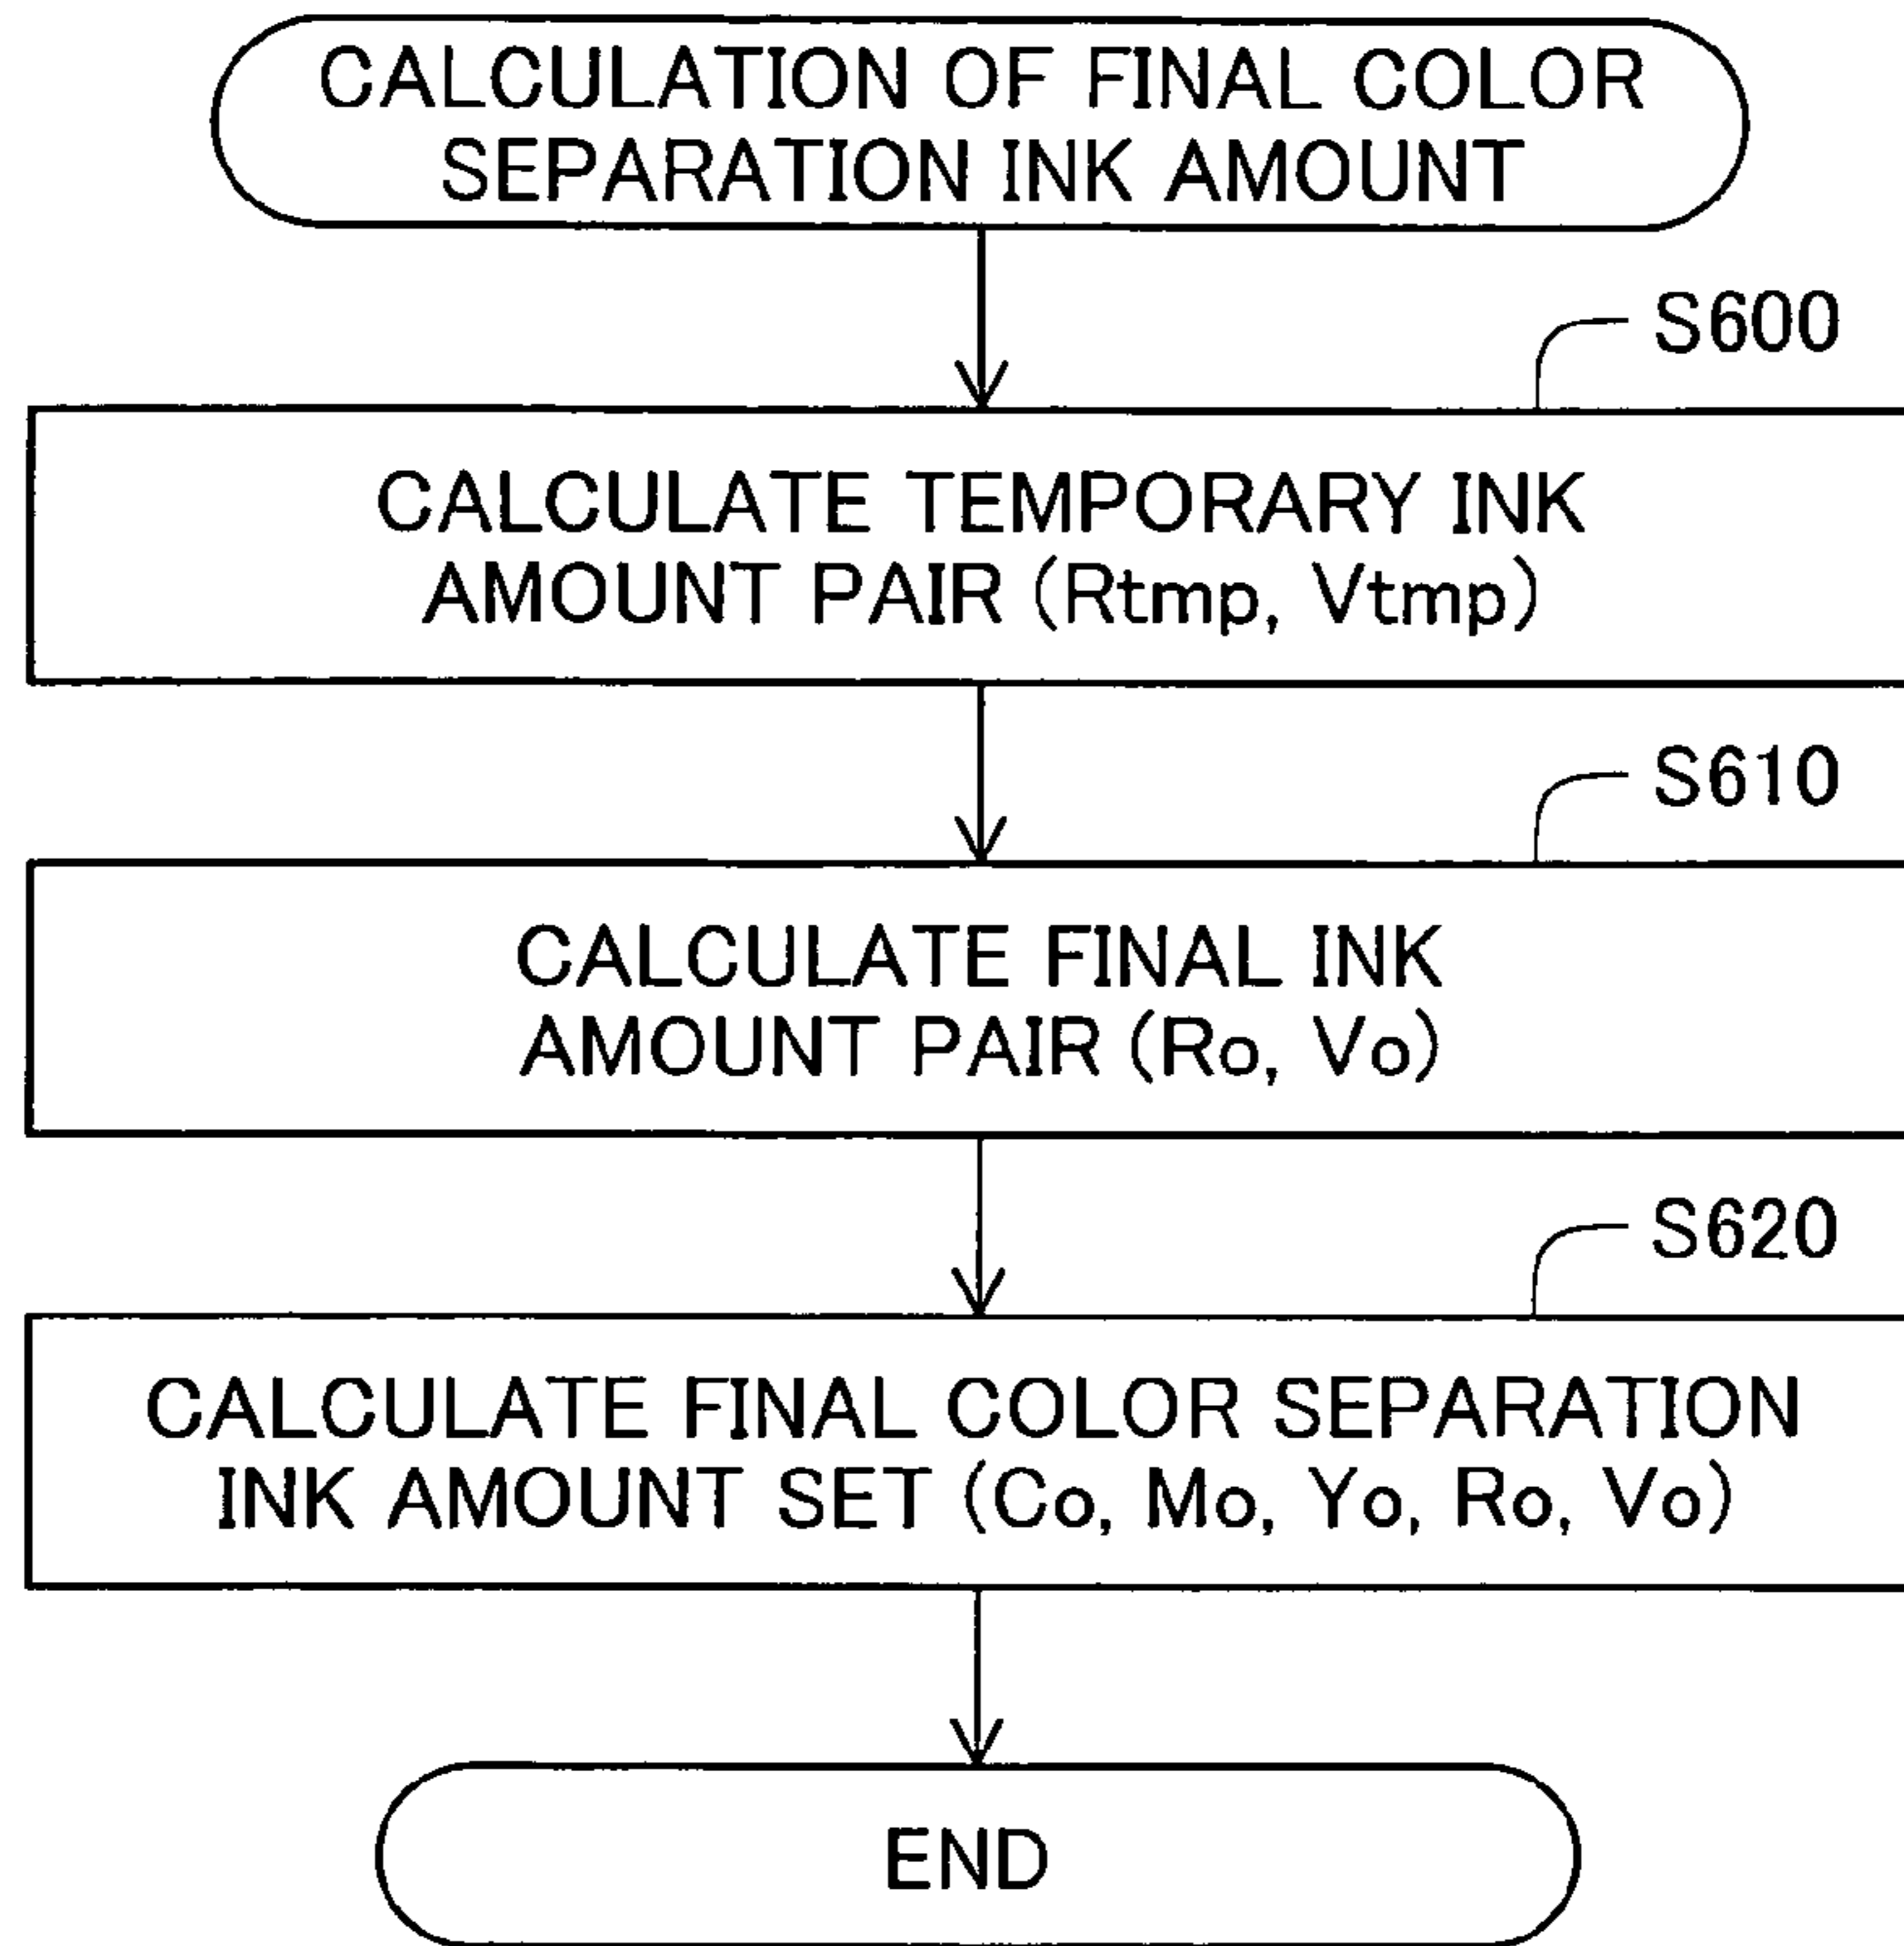 CALCULATION OF FINAL COLOR
SEPARATION INK AMOUNT
S600
CALCULATE TEMPORARY INK
AMOUNT PAIR (Rtmp, Vtmp)
S610
CALCULATE FINAL INK
AMOUNT PAIR (Ro, Vo)
S620
CALCULATE FINAL COLOR SEPARATION
INK AMOUNT SET (Co, Mo, Yo, Ro, Vo)
END